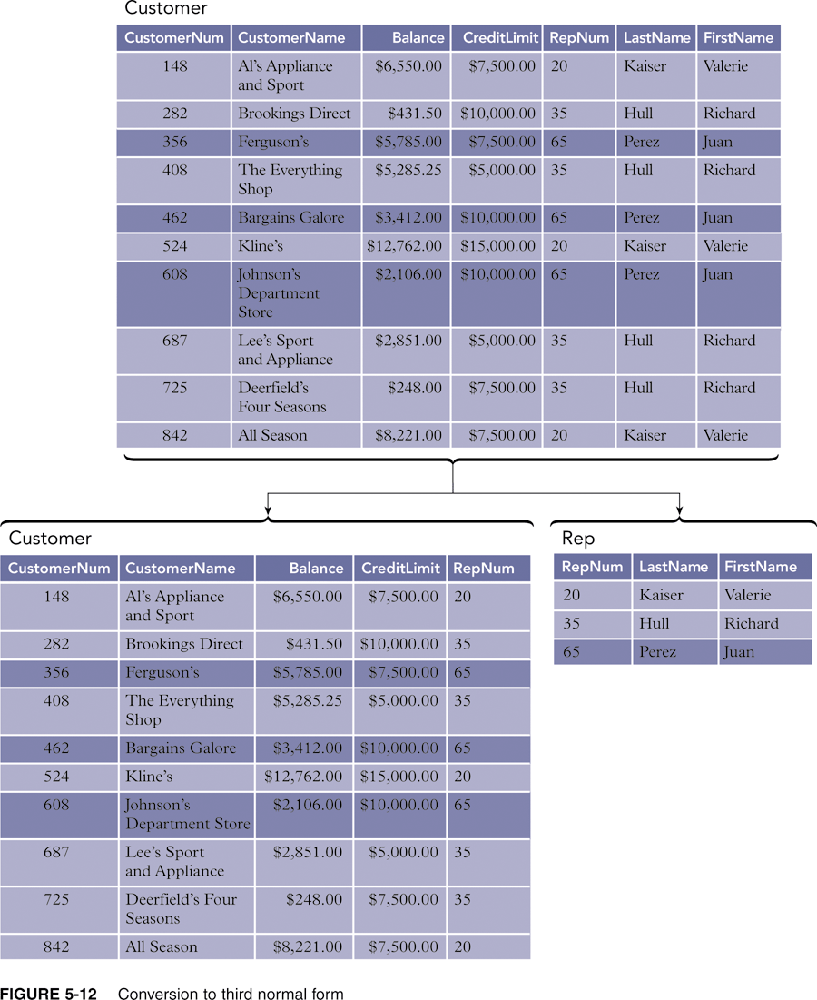 Customer
CustomerNum CustomerName Balance CreditLimit RepNum LastName FirstName
148 Al’s Appliance $6,550.00 $7,500.00 20 Kaiser Valerie
and Sport
282 Brookings Direct $431.50 $10,000.00 35 Hull Richard
356 Ferguson’s $5,785.00 $7,500.00 65 Perez Juan
408 The Everything $5,285.25 $5,000.00 35 Hull Richard
Shop
462 Bargains Galore $3,412.00 $10,000.00 65 Perez Juan
524 Kline’s $12,762.00 $15,000.00 20 Kaiser Valerie
608 Johnson’s $2,106.00 $10,000.00 65 Perez Juan
Department
Store
687 Lee’s Sport $2,851.00 $5,000.00 35 Hull Richard
and Appliance
725 Deerfield’s $248.00 $7,500.00 35 Hull Richard
Four Seasons
842 All Season $8,221.00 $7,500.00 20 Kaiser Valerie
Customer
CustomerNum CustomerName Balance CreditLimit RepNum
148 Al’s Appliance $6,550.00 $7,500.00 20
and Sport
282 Brookings Direct $431.50 $10,000.00 35
356 Ferguson’s $5,785.00 $7,500.00 65
408 The Everything $5,285.25 $5,000.00 35
Shop
462 Bargains Galore $3,412.00 $10,000.00 65
524 Kline’s $12,762.00 $15,000.00 20
608 Johnson’s $2,106.00 $10,000.00 65
Department Store
687 Lee’s Sport $2,851.00 $5,000.00 35
and Appliance
725 Deerfield’s Four $248.00 $7,500.00 35
Seasons
842 All Season $8,221.00 $7,500.00 20
Rep
RepNum LastName FirstName
20 Kaiser Valerie
35 Hull Richard
65 Perez Juan
FIGURE 5-12 Conversion to third normal form